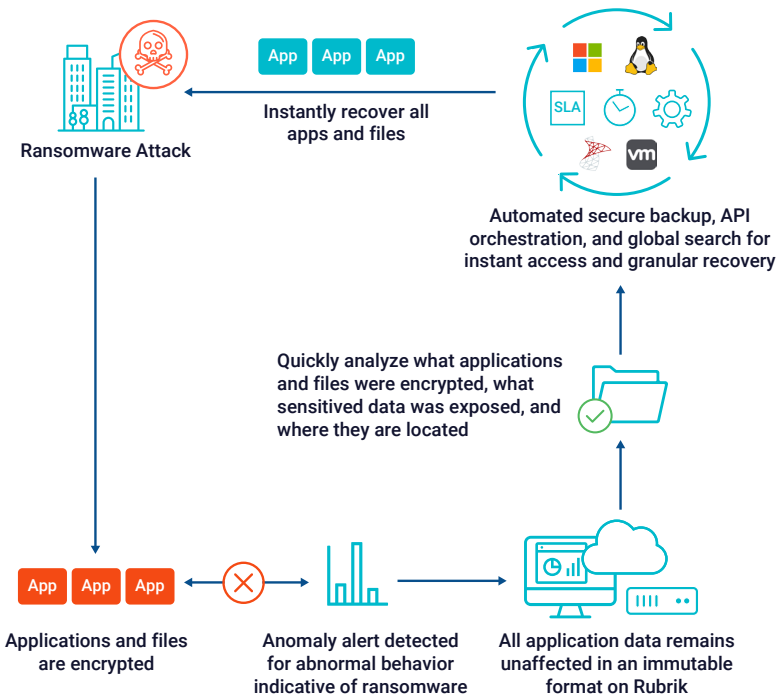 App App App
Instantly recover all
apps and files
Ransomware Attack
SLA
vm
Automated secure backup, API
orchestration, and global search for
instant access and granular recovery
Quickly analyze what applications
and files were encrypted, what
sensitived data was exposed, and
where they are located
App App App
Applications and files
are encrypted
Anomaly alert detected
for abnormal behavior
indicative of ransomware
All application data remains
unaffected in an immutable
format on Rubrik